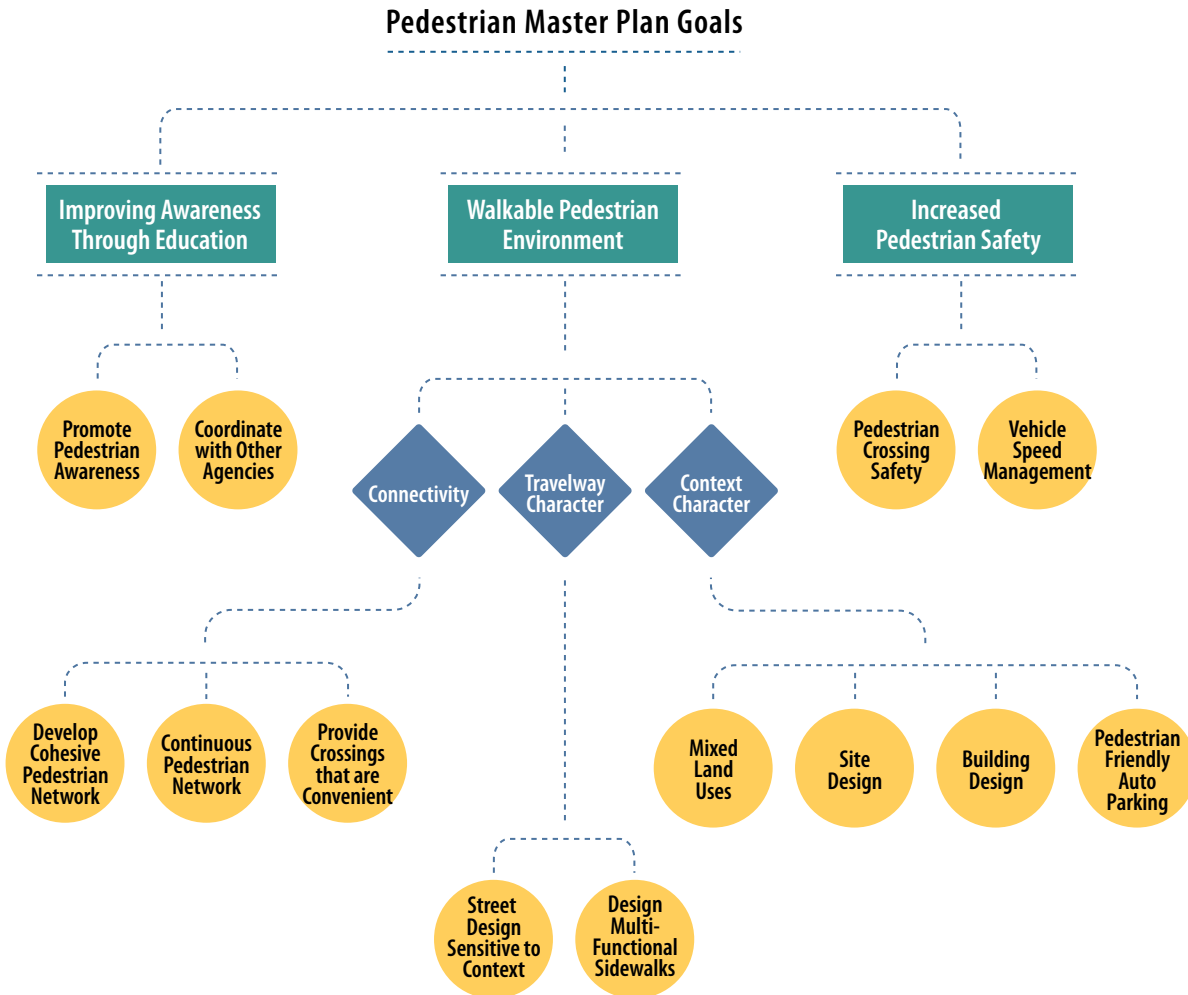 Pedestrian Master Plan Goals
Improving Awareness
Through Education
Walkable Pedestrian
Environment
Increased
Pedestrian Safety
Promote
Pedestrian
Awareness
Coordinate
with Other
Agencies
Pedestrian
Crossing
Safety
Vehicle
Speed
Management
Connectivity
Travelway
Character
Context
Character
Develop
Cohesive
Pedestrian
Network
Continuous
Pedestrian
Network
Provide
Crossings
that are
Convenient
Mixed
Land
Uses
Site
Design
Building
Design
Pedestrian
Friendly
Auto
Parking
Street
Design
Sensitive to
Context
Design
Multi-
Functional
Sidewalks